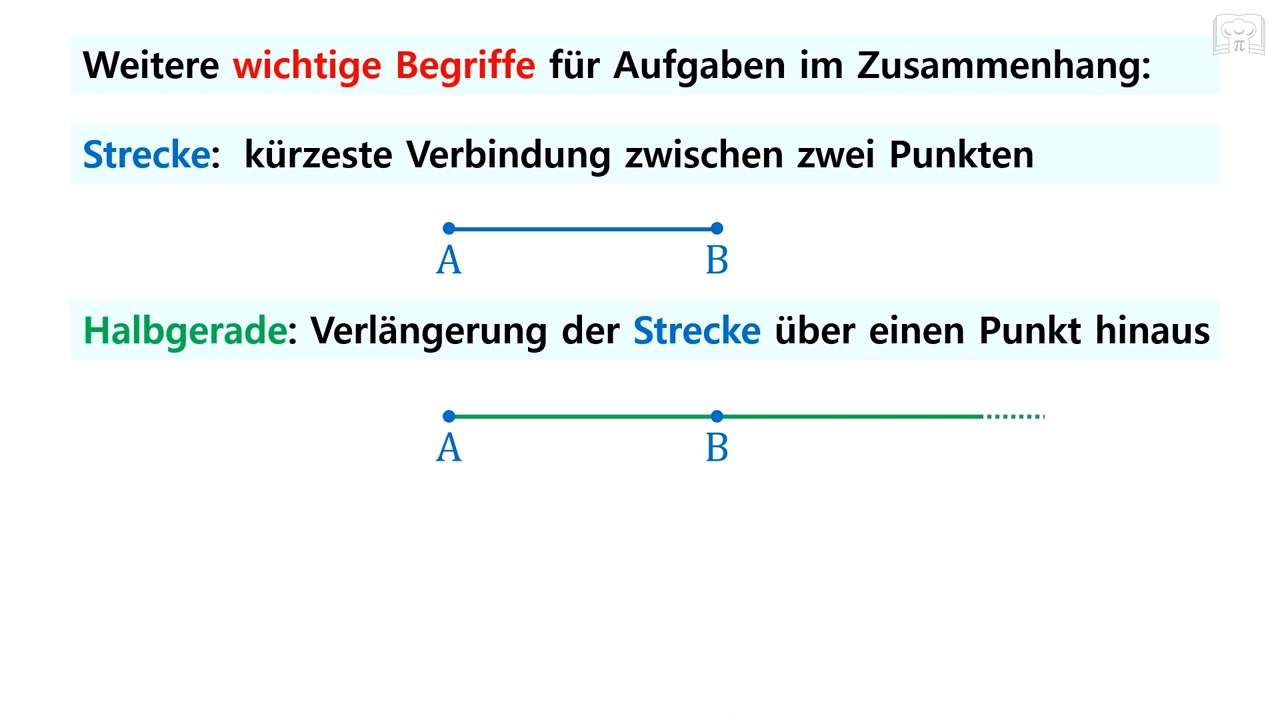 Weitere wichtige Begriffe für Aufgaben im Zusammenhang:
Strecke: kürzeste Verbindung zwischen zwei Punkten
A B
Halbgerade: Verlängerung der Strecke über einen Punkt hinaus
A B
π